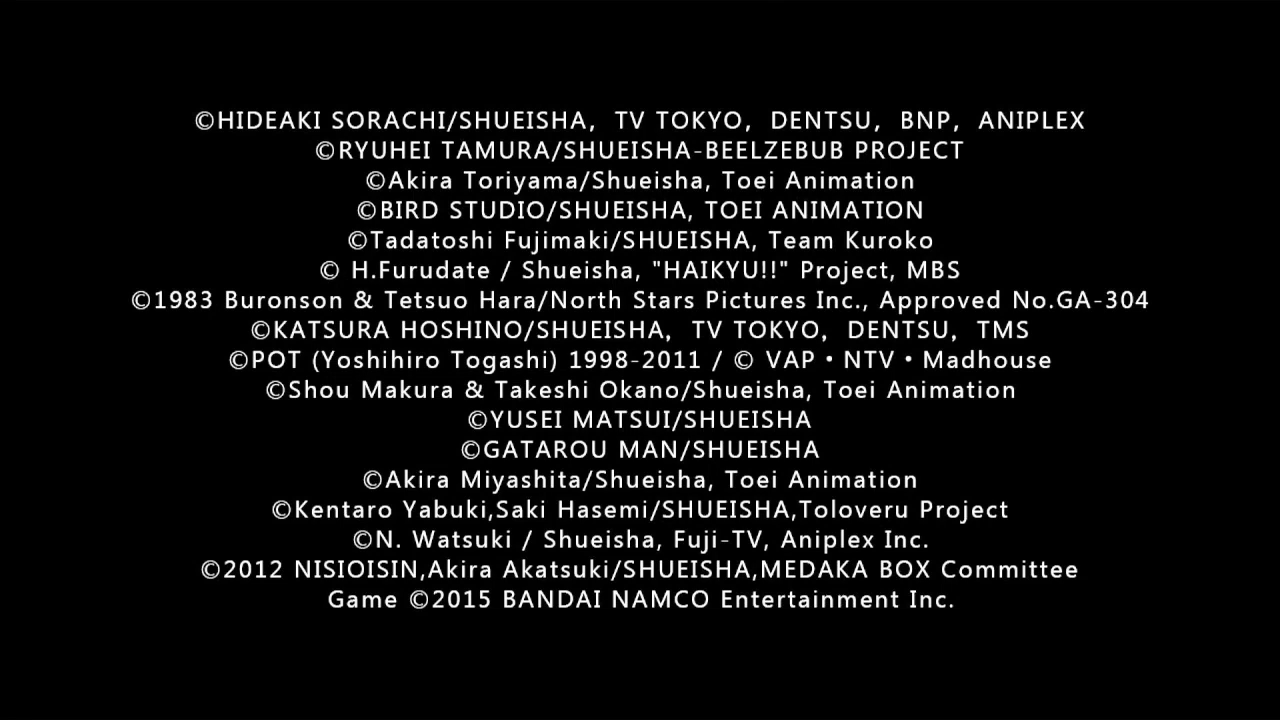 ©HIDEAKI SORACHI/SHUEISHA, TV TOKYO, DENTSU, BNP, ANIPLEX
©RYUHEI TAMURA/SHUEISHA-BEELZEBUB PROJECT
©Akira Toriyama/Shueisha, Toei Animation
©BIRD STUDIO/SHUEISHA, TOEI ANIMATION
©Tadatoshi Fujimaki/SHUEISHA, Team Kuroko
© H.Furudate / Shueisha, "HAIKYU!!" Project, MBS
©1983 Buronson & Tetsuo Hara/North Stars Pictures Inc., Approved No.GA-304
©KATSURA HOSHINO/SHUEISHA, TV TOKYO, DENTSU, TMS
©POT (Yoshihiro Togashi) 1998-2011 / © VAP・NTV・Madhouse
©Shou Makura & Takeshi Okano/Shueisha, Toei Animation
©YUSEI MATSUI/SHUEISHA
©GATAROU MAN/SHUEISHA
©Akira Miyashita/Shueisha, Toei Animation
©Kentaro Yabuki,Saki Hasemi/SHUEISHA,Toloveru Project
©N. Watsuki / Shueisha, Fuji-TV, Aniplex Inc.
©2012 NISIOISIN,Akira Akatsuki/SHUEISHA,MEDAKA BOX Committee
Game ©2015 BANDAI NAMCO Entertainment Inc.